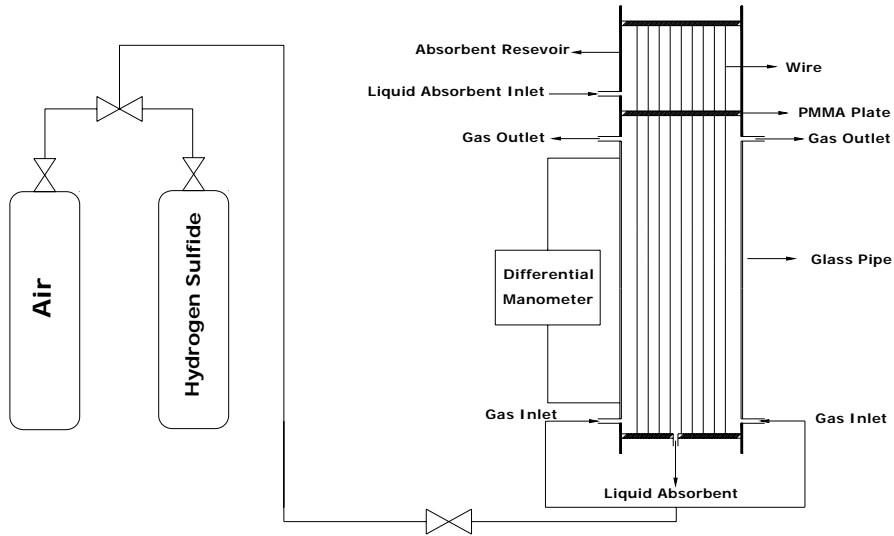 Absorbent Resevoir
Wire
Liquid Absorbent Inlet
PMMA Plate
Gas Outlet
Gas Outlet
Air
Hydrogen Sulfide
Differential
Manometer
Glass Pipe
Gas Inlet
Gas Inlet
Liquid Absorbent